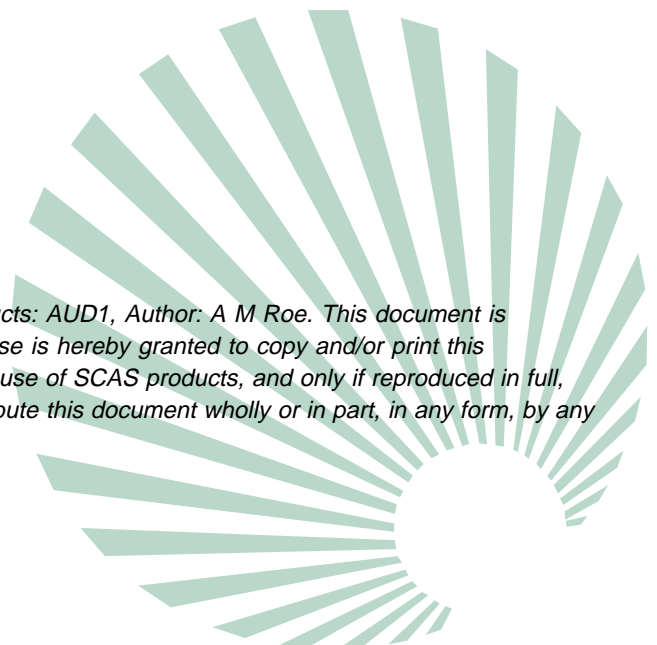 cts: AUD1, Author: A M Roe. This document is
se is hereby granted to copy and/or print this
use of SCAS products, and only if reproduced in full,
oute this document wholly or in part, in any form, by any